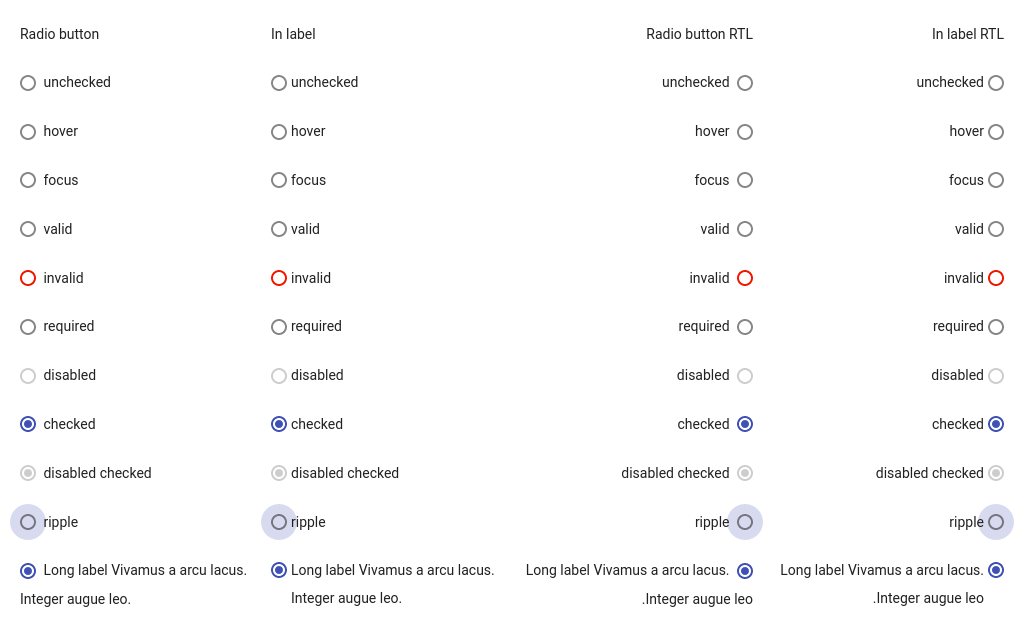 Radio button
unchecked
hover
focus
valid
invalid
required
disabled
checked
disabled checked
ripple
Long label Vivamus a arcu lacus.
Integer augue leo.
In label
unchecked
hover
focus
valid
invalid
required
disabled
checked
disabled checked
ripple
Long label Vivamus a arcu lacus.
Integer augue leo.
Radio button RTL
unchecked
hover
focus
valid
invalid
required
disabled
checked
disabled checked
ripple
Long label Vivamus a arcu lacus.
.Integer augue leo
In label RTL
unchecked
hover
focus
valid
invalid
required
disabled
checked
disabled checked
ripple
Long label Vivamus a arcu lacus.
.Integer augue leo